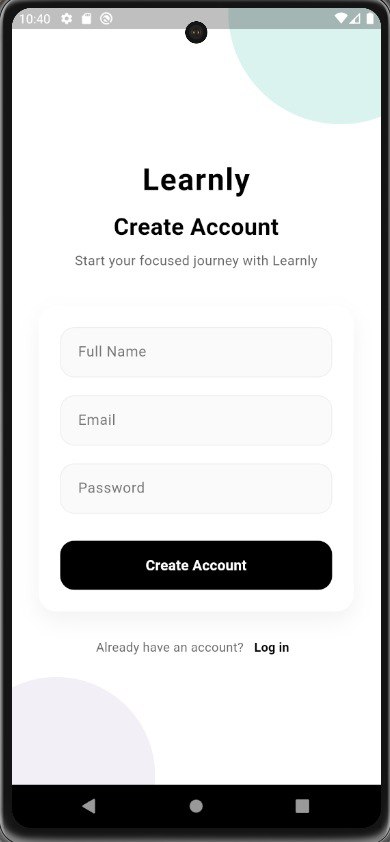 10:40
Learnly
Create Account
Start your focused journey with Learnly
Full Name
Email
Password
Create Account
Already have an account? Log in